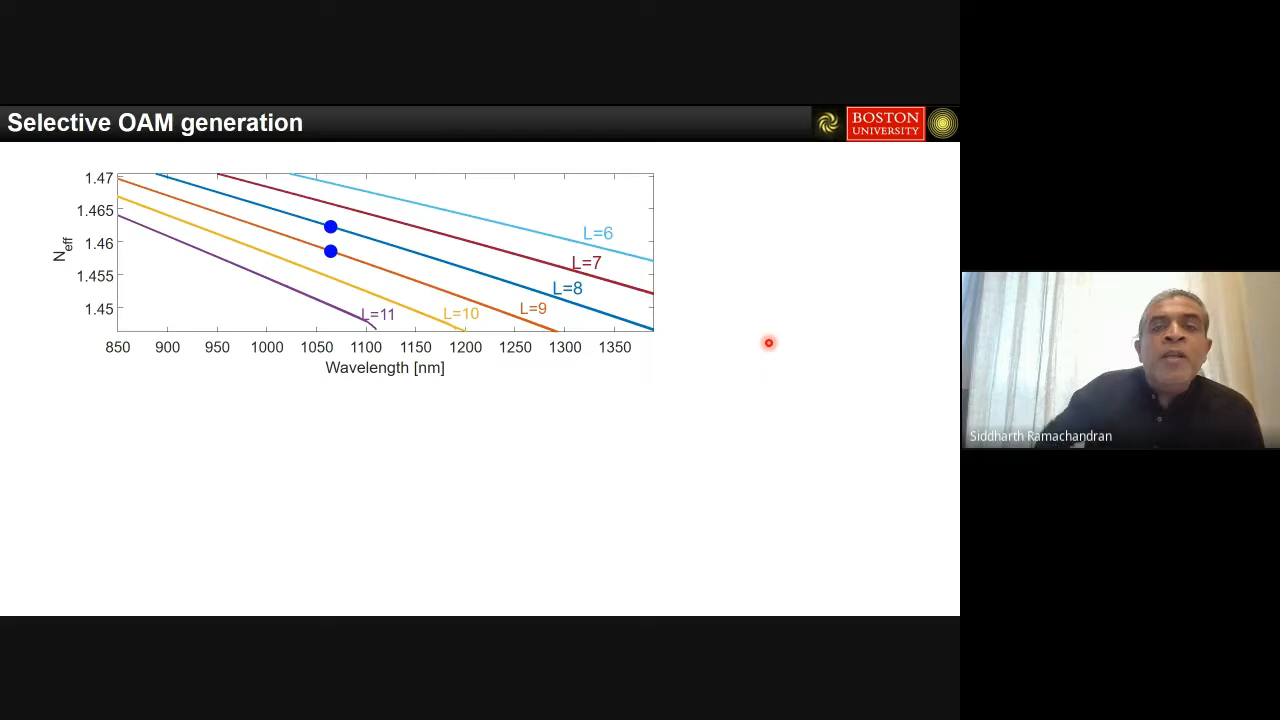 Selective OAM generation
BOSTON
UNIVERSITY
1.47
1.465
1.46
1.455
1.45
Neff
L=6
L=7
L=8
L=9
L=10
L=11
850 900 950 1000 1050 1100 1150 1200 1250 1300 1350
Wavelength [nm]
Siddharth Ramachandran